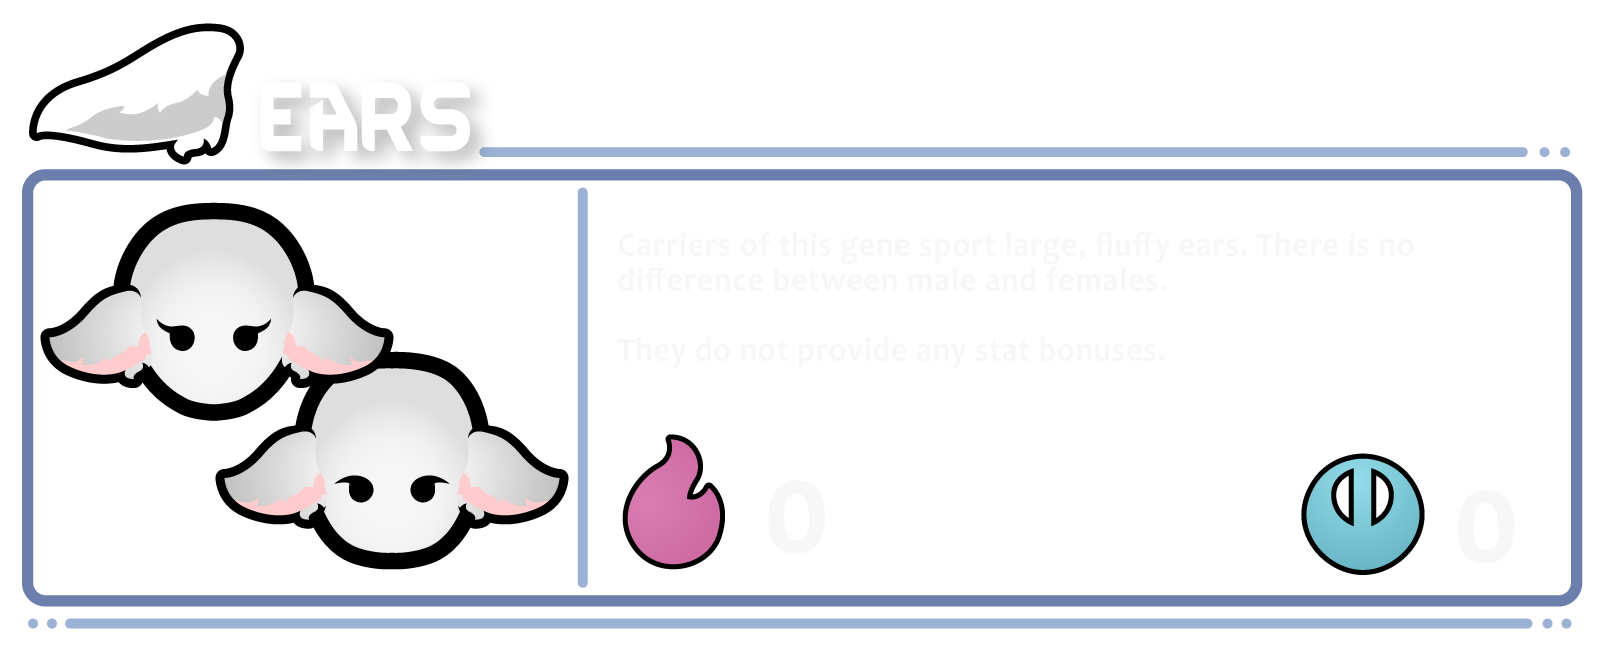 EARS
Carriers of this gene sport large, fluffy ears. There is no
difference between male and females.
They do not provide any stat bonuses.
0
0